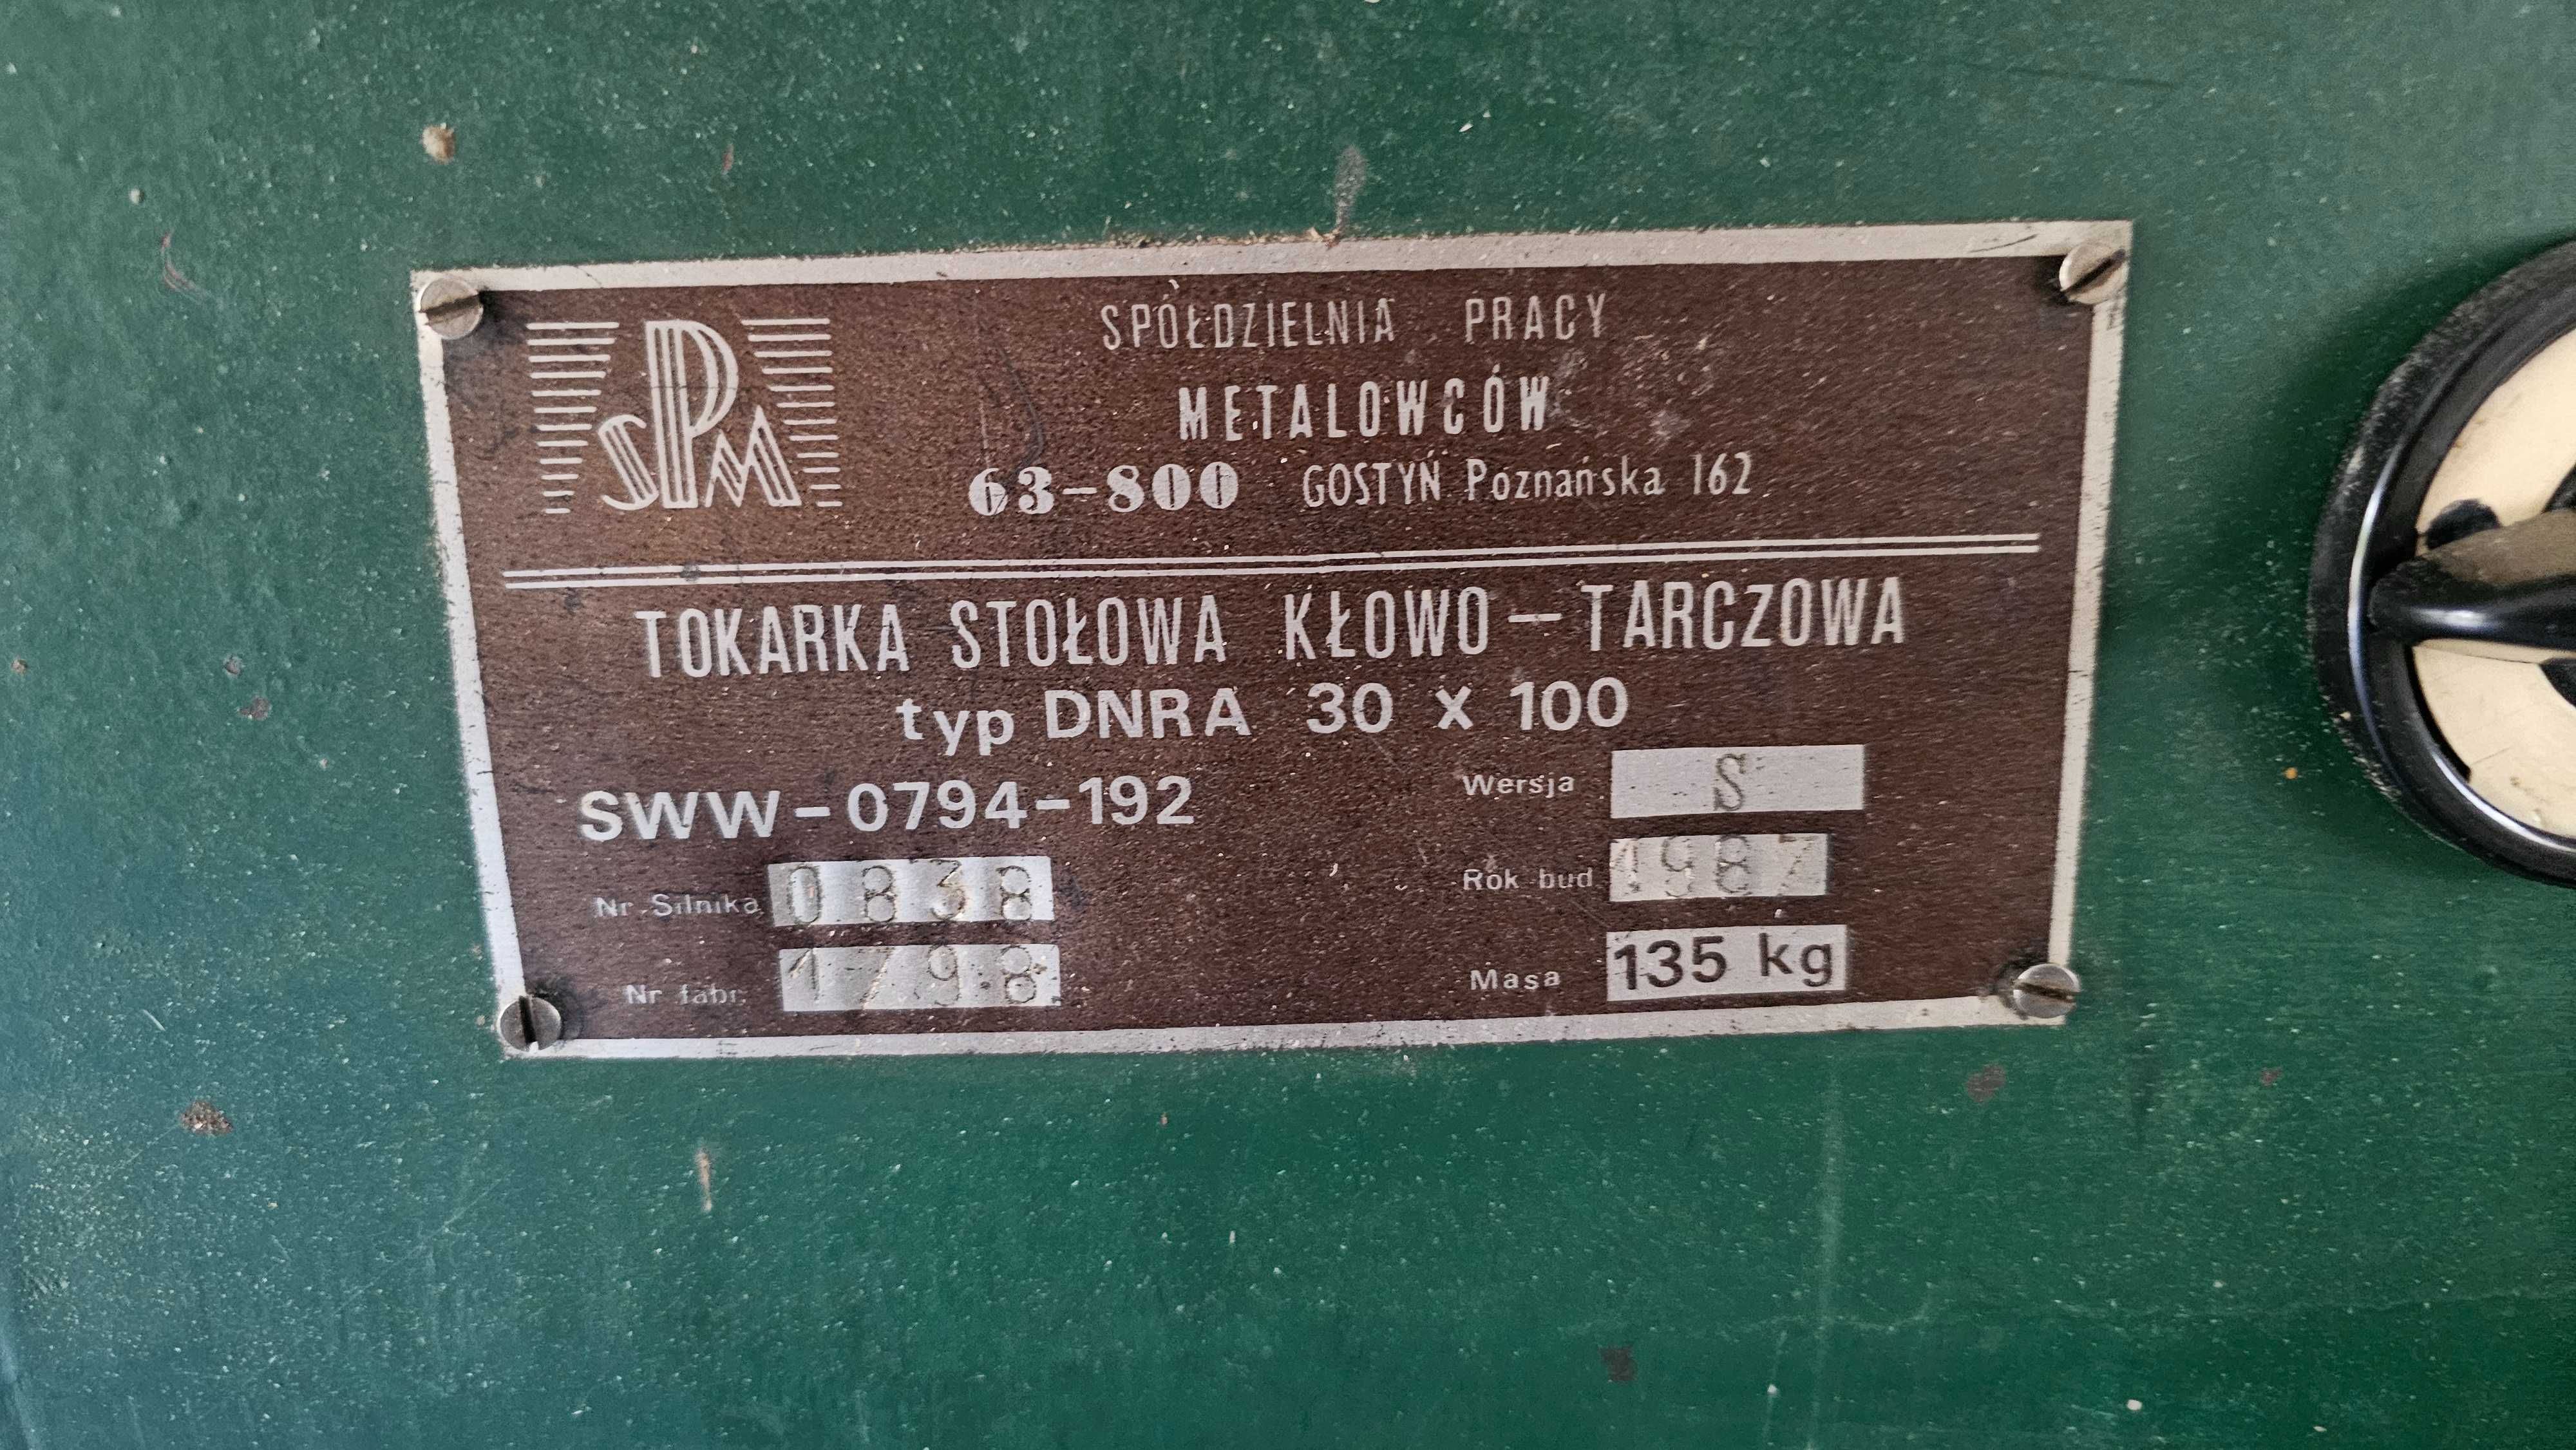 SPM
SPÓŁDZIELNIA PRACY
METALOWCÓW
63-800 GOSTYŃ Poznańska 162
TOKARKA STOŁOWA KŁOWO-TARCZOWA
typ DNRA 30 x 100
SWW-0794-192
Wersja S
Nr Silnika 0838
Rok bud 1987
Nr fabr. 1798
Masa 135 kg